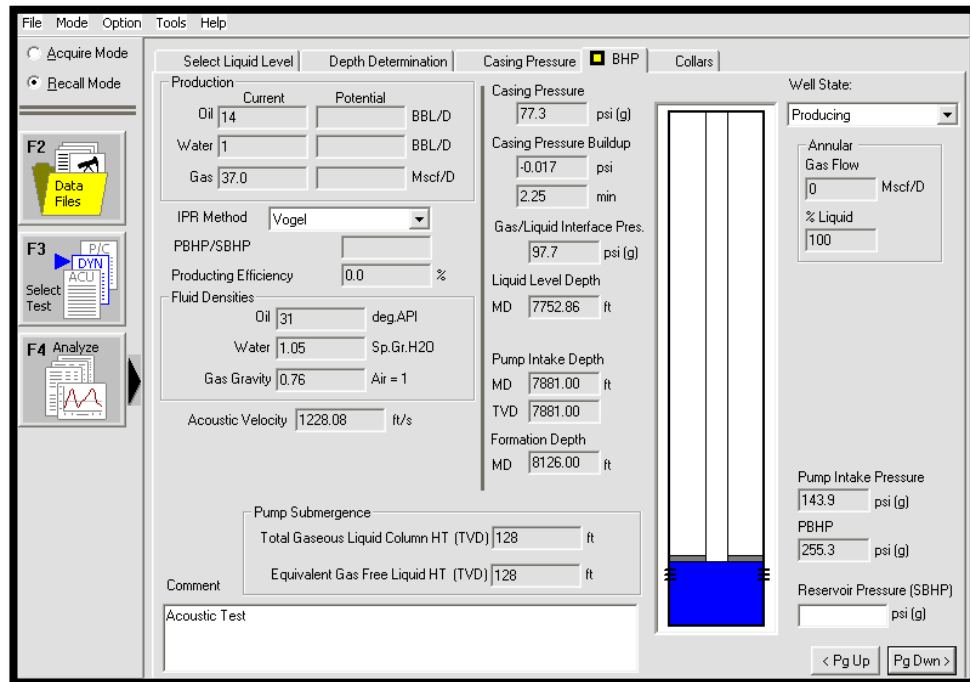 File Mode Option Tools Help
Acquire Mode
Recall Mode
F2
Data
Files
F3
P/C
DYN
ACU
Select
Test
F4 Analyze
Select Liquid Level
Depth Determination
Casing Pressure
BHP
Collars
Production
Current Potential
Oil 14 BBL/D
Water 1 BBL/D
Gas 37.0 Mscf/D
IPR Method Vogel
PBHP/SBHP
Producting Efficiency 0.0 %
Fluid Densities
Oil 31 deg.API
Water 1.05 Sp.Gr.H2O
Gas Gravity 0.76 Air = 1
Acoustic Velocity 1228.08 ft/s
Casing Pressure
77.3 psi (g)
Casing Pressure Buildup
-0.017 psi
2.25 min
Gas/Liquid Interface Pres.
97.7 psi (g)
Liquid Level Depth
MD 7752.86 ft
Pump Intake Depth
MD 7881.00 ft
TVD 7881.00
Formation Depth
MD 8126.00 ft
Pump Submergence
Total Gaseous Liquid Column HT (TVD) 128 ft
Equivalent Gas Free Liquid HT (TVD) 128 ft
Comment
Acoustic Test
Well State:
Producing
Annular
Gas Flow
0 Mscf/D
% Liquid
100
Pump Intake Pressure
143.9 psi (g)
PBHP
255.3 psi (g)
Reservoir Pressure (SBHP)
psi (g)
< Pg Up
Pg Dwn >